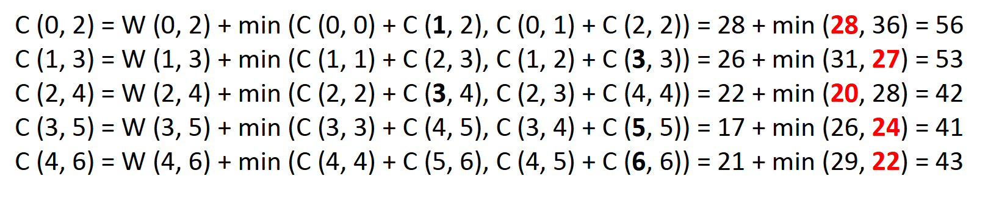 C (0, 2) = W (0, 2) + min (C (0, 0) + C (1, 2), C (0, 1) + C (2, 2)) = 28 + min (28, 36) = 56
C (1, 3) = W (1, 3) + min (C (1, 1) + C (2, 3), C (1, 2) + C (3, 3)) = 26 + min (31, 27) = 53
C (2, 4) = W (2, 4) + min (C (2, 2) + C (3, 4), C (2, 3) + C (4, 4)) = 22 + min (20, 28) = 42
C (3, 5) = W (3, 5) + min (C (3, 3) + C (4, 5), C (3, 4) + C (5, 5)) = 17 + min (26, 24) = 41
C (4, 6) = W (4, 6) + min (C (4, 4) + C (5, 6), C (4, 5) + C (6, 6)) = 21 + min (29, 22) = 43